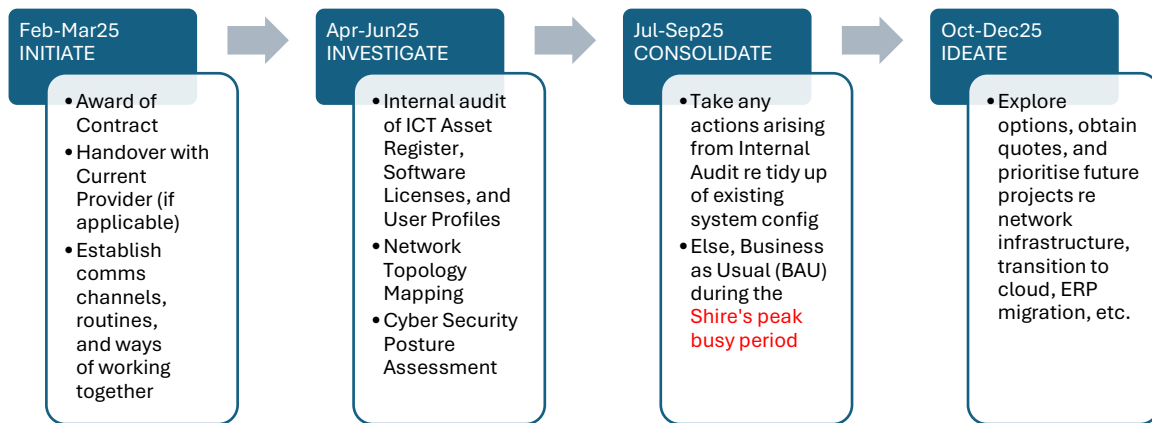 Feb-Mar25
INITIATE
•Award of
Contract
•Handover with
Current
Provider (if
applicable)
•Establish
comms
channels,
routines,
and ways
of working
together
Apr-Jun25
INVESTIGATE
•Internal audit
of ICT Asset
Register,
Software
Licenses, and
User Profiles
•Network
Topology
Mapping
•Cyber Security
Posture
Assessment
Jul-Sep25
CONSOLIDATE
•Take any
actions arising
from Internal
Audit re tidy up
of existing
system config
•Else, Business
as Usual (BAU)
during the
Shire's peak
busy period
Oct-Dec25
IDEATE
•Explore
options, obtain
quotes, and
prioritise future
projects re
network
infrastructure,
transition to
cloud, ERP
migration, etc.